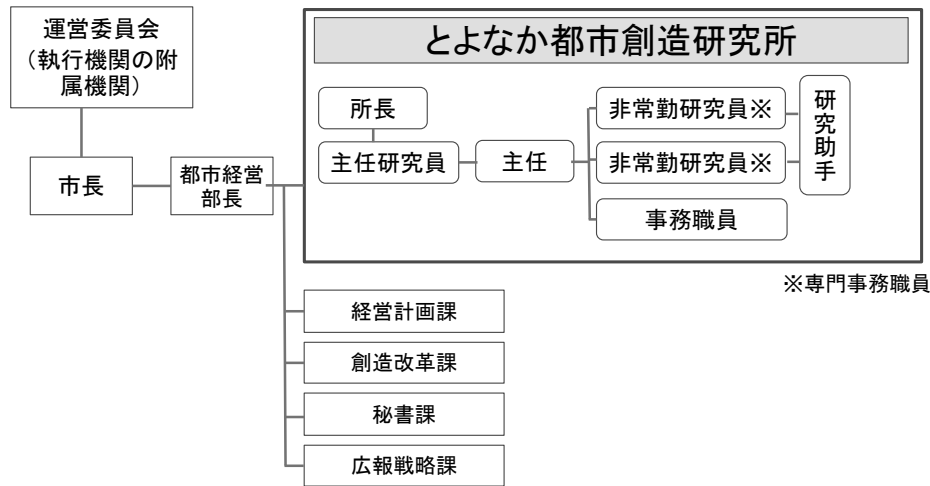 運営委員会
（執行機関の附
属機関）
とよなか都市創造研究所
所長
非常勤研究員※
研究助手
市長
都市経営
部長
主任研究員
主任
非常勤研究員※
事務職員
※専門事務職員
経営計画課
創造改革課
秘書課
広報戦略課